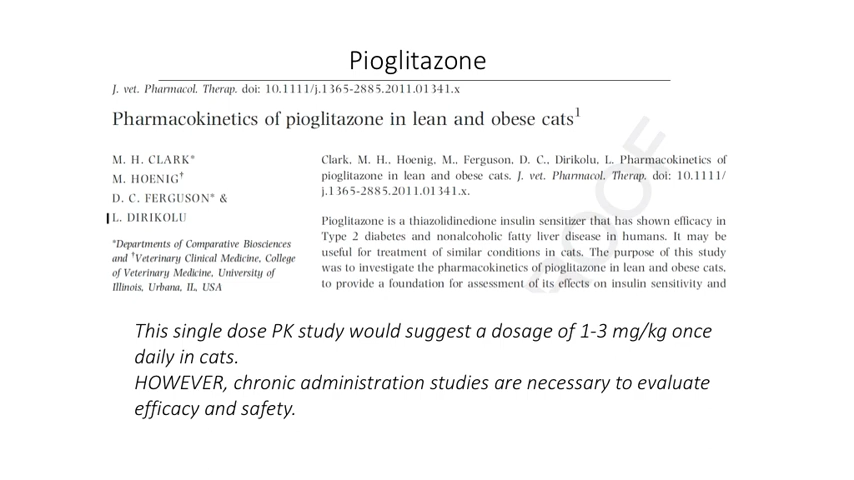 Pioglitazone
J. vet. Pharmacol. Therap. doi: 10.1111/j.1365-2885.2011.01341.x
Pharmacokinetics of pioglitazone in lean and obese cats1
M. H. CLARK*
M. HOENIG†
D. C. FERGUSON* &
L. DIRIKOLU
*Departments of Comparative Biosciences
and †Veterinary Clinical Medicine, College
of Veterinary Medicine, University of
Illinois, Urbana, IL, USA
Clark, M. H., Hoenig, M., Ferguson, D. C., Dirikolu, L. Pharmacokinetics of
pioglitazone in lean and obese cats. J. vet. Pharmacol. Therap. doi: 10.1111/
j.1365-2885.2011.01341.x.
Pioglitazone is a thiazolidinedione insulin sensitizer that has shown efficacy in
Type 2 diabetes and nonalcoholic fatty liver disease in humans. It may be
useful for treatment of similar conditions in cats. The purpose of this study
was to investigate the pharmacokinetics of pioglitazone in lean and obese cats,
to provide a foundation for assessment of its effects on insulin sensitivity and
This single dose PK study would suggest a dosage of 1-3 mg/kg once
daily in cats.
HOWEVER, chronic administration studies are necessary to evaluate
efficacy and safety.